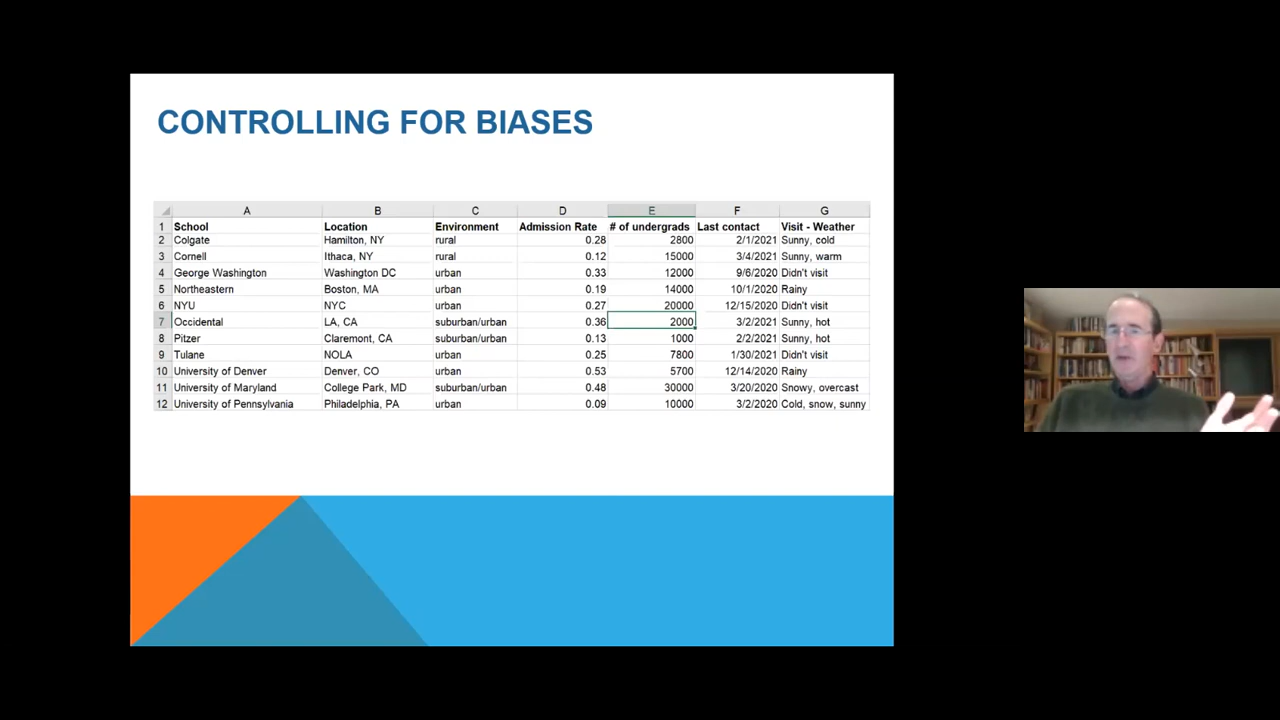 CONTROLLING FOR BIASES
A B C D E F G
1 School Location Environment Admission Rate # of undergrads Last contact Visit - Weather
2 Colgate Hamilton, NY rural 0.28 2800 2/1/2021 Sunny, cold
3 Cornell Ithaca, NY rural 0.12 15000 3/4/2021 Sunny, warm
4 George Washington Washington DC urban 0.33 12000 9/6/2020 Didn't visit
5 Northeastern Boston, MA urban 0.19 14000 10/1/2020 Rainy
6 NYU NYC urban 0.27 20000 12/15/2020 Didn't visit
7 Occidental LA, CA suburban/urban 0.36 2000 3/2/2021 Sunny, hot
8 Pitzer Claremont, CA suburban/urban 0.13 1000 2/2/2021 Sunny, hot
9 Tulane NOLA urban 0.25 7800 1/30/2021 Didn't visit
10 University of Denver Denver, CO urban 0.53 5700 12/14/2020 Rainy
11 University of Maryland College Park, MD suburban/urban 0.48 30000 3/20/2020 Snowy, overcast
12 University of Pennsylvania Philadelphia, PA urban 0.09 10000 3/2/2020 Cold, snow, sunny